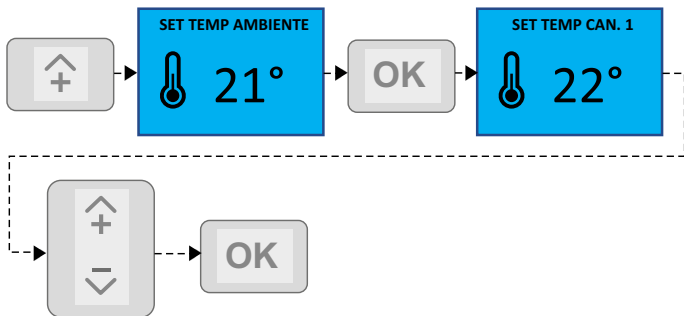 +
SET TEMP AMBIENTE
21°
OK
SET TEMP CAN. 1
22°
+
−
OK